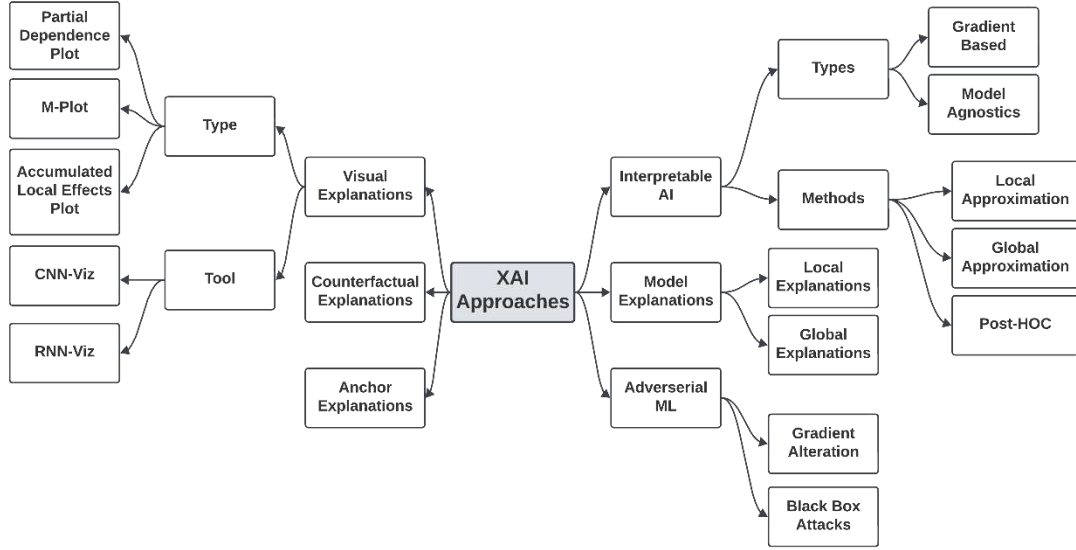 Partial
Dependence
Plot
M-Plot
Accumulated
Local Effects
Plot
CNN-Viz
RNN-Viz
Type
Tool
Visual
Explanations
Counterfactual
Explanations
Anchor
Explanations
XAI
Approaches
Interpretable
AI
Model
Explanations
Adverserial
ML
Types
Methods
Gradient
Based
Model
Agnostics
Local
Approximation
Global
Approximation
Post-HOC
Local
Explanations
Global
Explanations
Gradient
Alteration
Black Box
Attacks